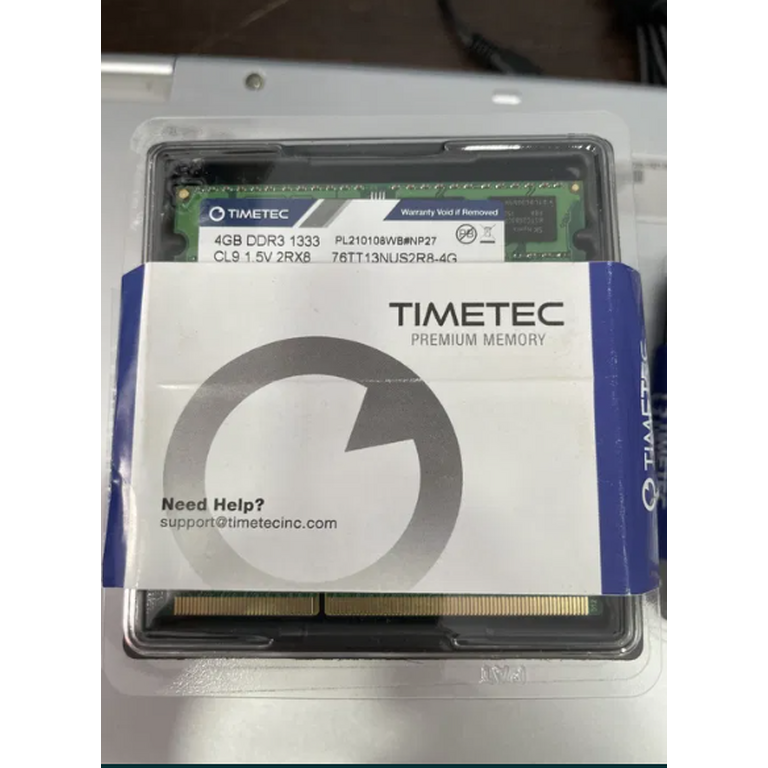 TIMETEC
Warranty Void if Removed
4GB DDR3 1333 PL210108WB#NP27
CL9 1.5V 2RX8 76TT13NUS2R8-4G
TIMETEC
PREMIUM MEMORY
TIMETEC
Need Help?
support@timetecinc.com